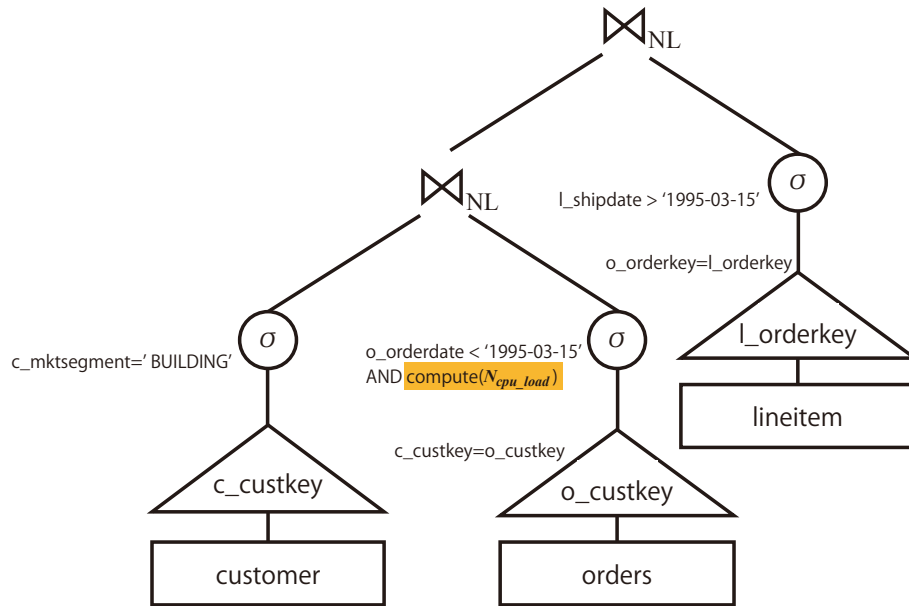 ⋈NL
σ
l_shipdate > ‘1995-03-15’
⋈NL
o_orderkey=l_orderkey
l_orderkey
lineitem
σ
c_mktsegment=’ BUILDING’
σ
o_orderdate < ‘1995-03-15’
AND compute(Ncpu_load)
c_custkey=o_custkey
c_custkey
o_custkey
customer
orders